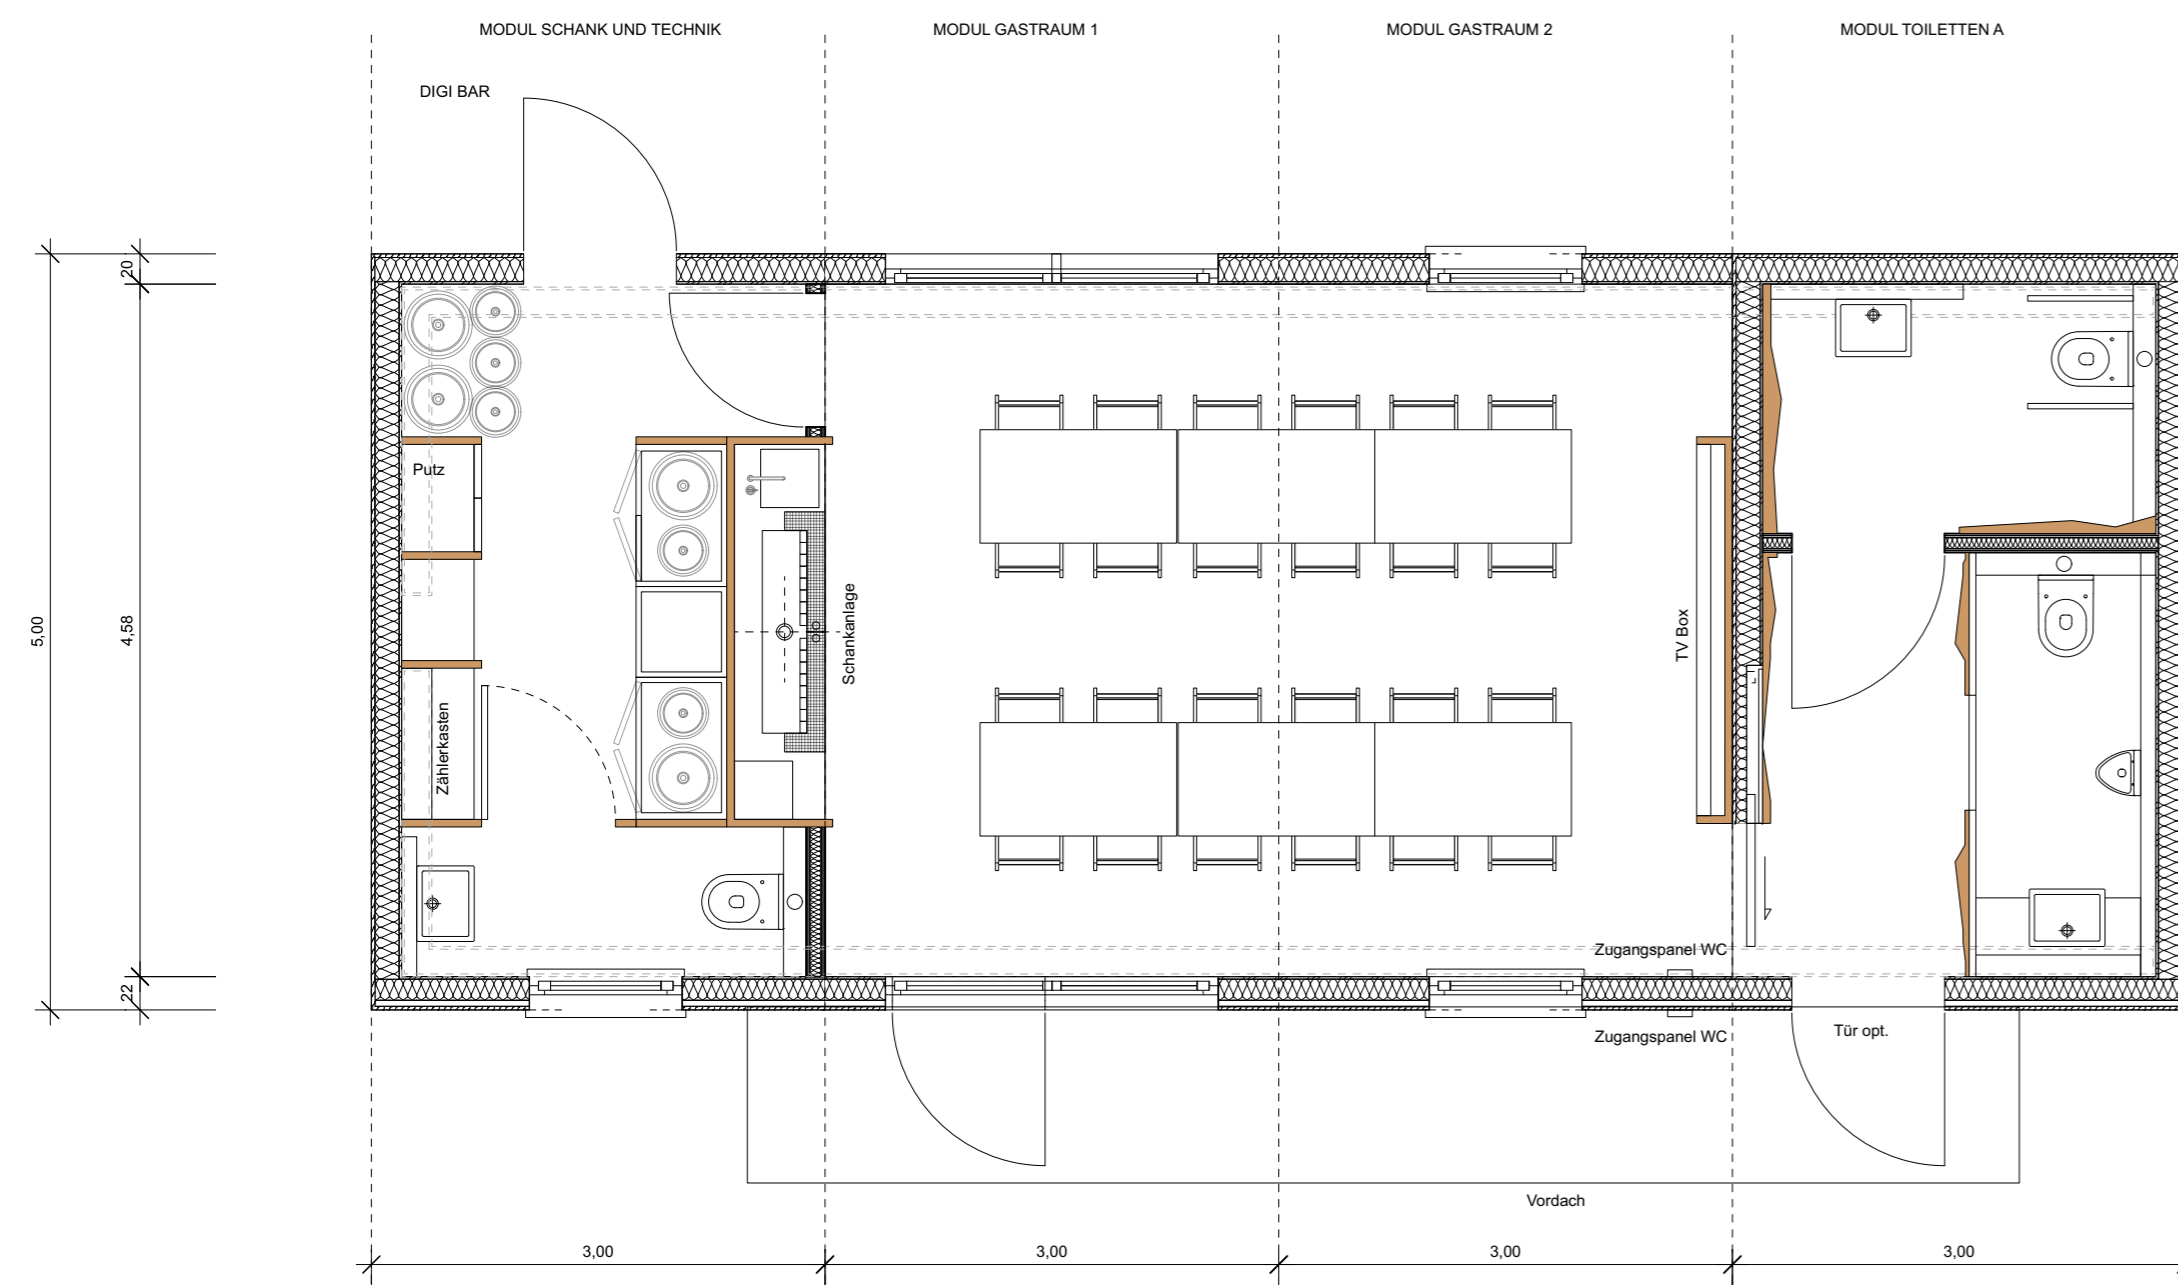 MODUL SCHANK UND TECHNIK
MODUL GASTRAUM 1
MODUL GASTRAUM 2
MODUL TOILETTEN A
DIGI BAR
20
5,00
4,58
22
Putz
Zählerkasten
Schankanlage
TV Box
Zugangspanel WC
Zugangspanel WC
Tür opt.
Vordach
3,00
3,00
3,00
3,00